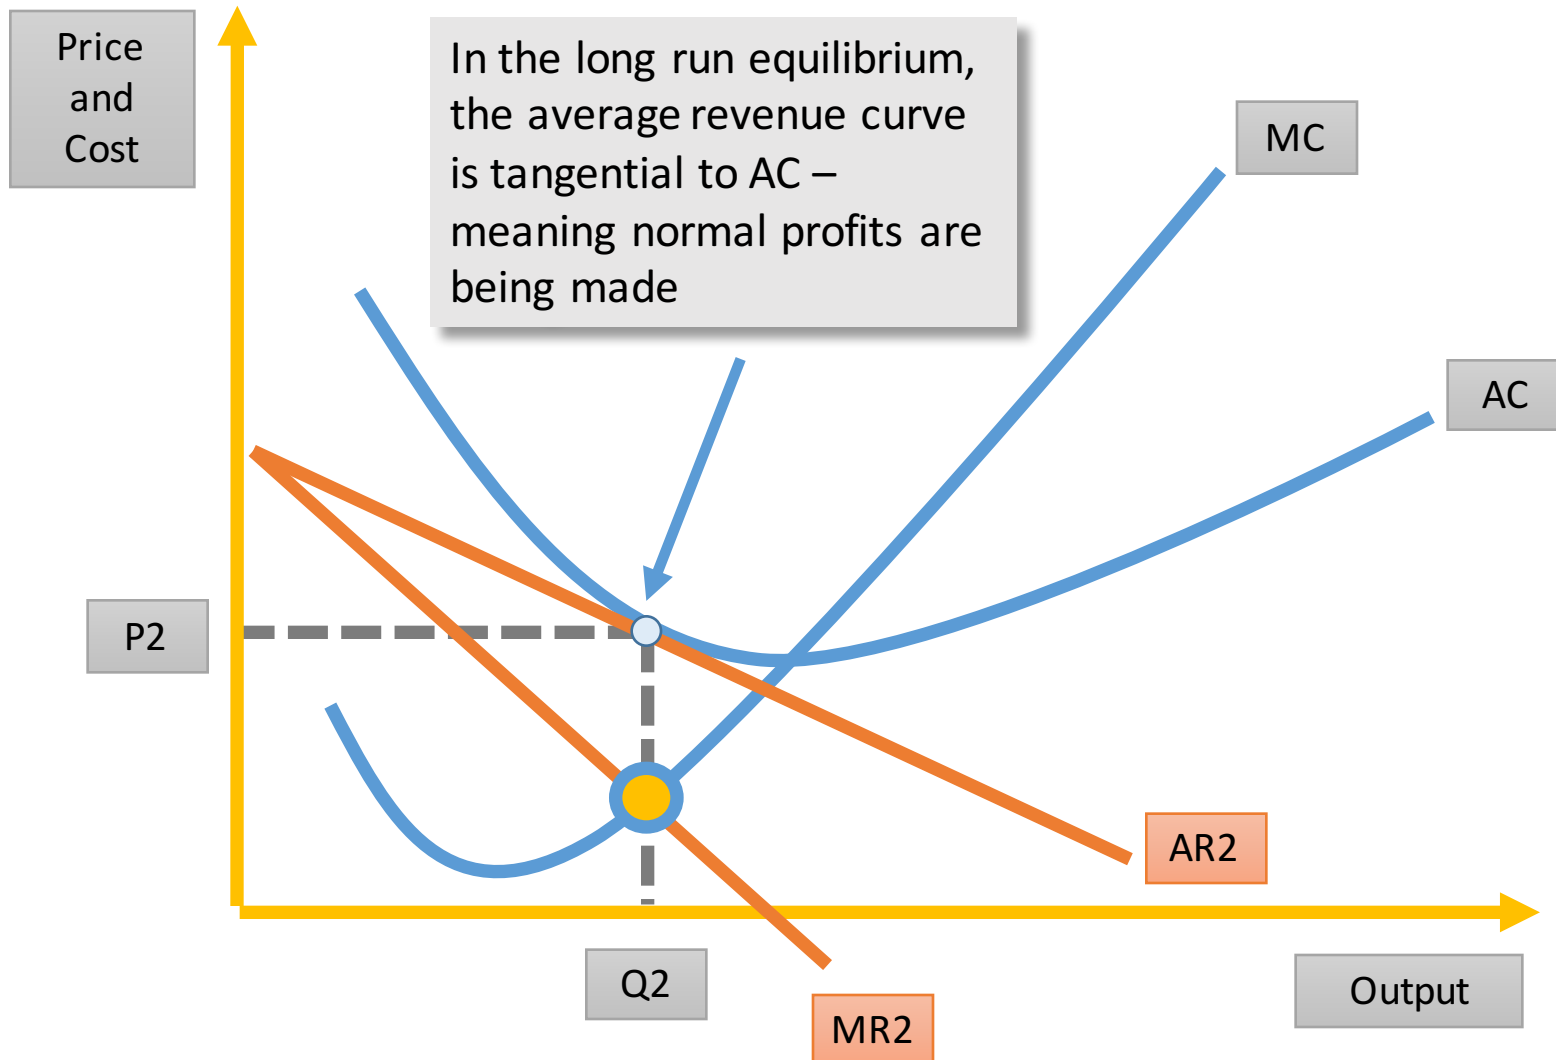 Price
and
Cost
In the long run equilibrium,
the average revenue curve
is tangential to AC –
meaning normal profits are
being made
MC
AC
P2
AR2
Q2
Output
MR2